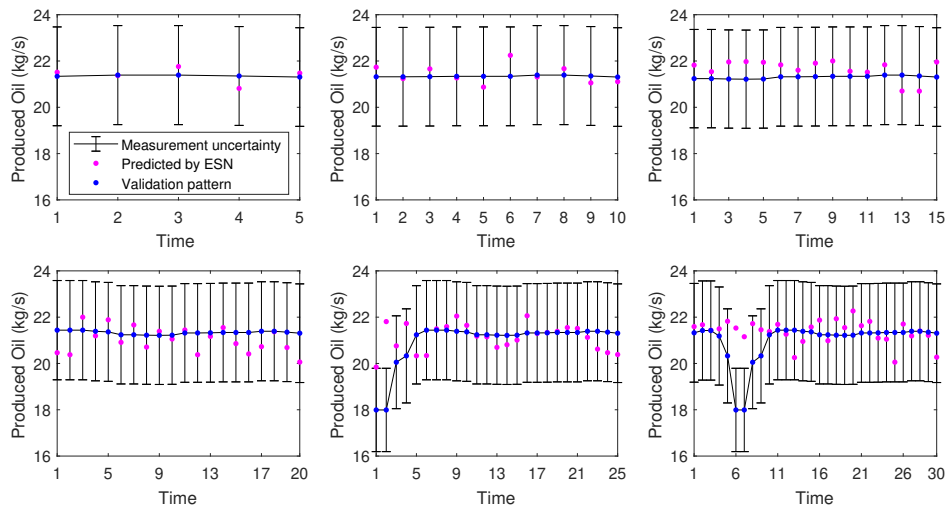 24
22
20
18
16
Produced Oil (kg/s)
Measurement uncertainty
Predicted by ESN
Validation pattern
1 2 3 4 5
Time
24
22
20
18
16
Produced Oil (kg/s)
1 2 3 4 5 6 7 8 9 10
Time
24
22
20
18
16
Produced Oil (kg/s)
1 3 5 7 9 11 13 15
Time
24
22
20
18
16
Produced Oil (kg/s)
1 5 9 13 17 20
Time
24
22
20
18
16
Produced Oil (kg/s)
1 5 9 13 17 21 25
Time
24
22
20
18
16
Produced Oil (kg/s)
1 6 11 16 21 26 30
Time